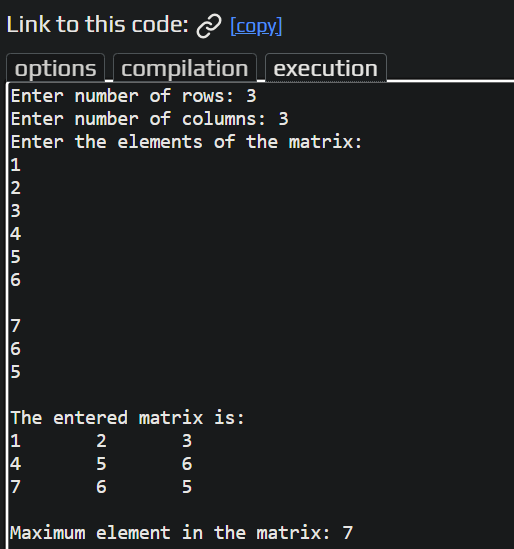 Link to this code: [copy]
options compilation execution
Enter number of rows: 3
Enter number of columns: 3
Enter the elements of the matrix:
1
2
3
4
5
6
7
6
5
The entered matrix is:
1 2 3
4 5 6
7 6 5
Maximum element in the matrix: 7